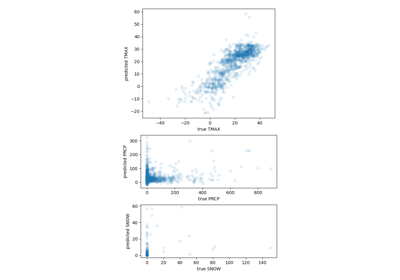 60
50
40
30
20
10
0
−10
−20
predicted TMAX
−40 −20 0 20 40
true TMAX
300
200
100
0
predicted PRCP
0 200 400 600 800
true PRCP
60
40
20
0
predicted SNOW
0 20 40 60 80 100 120 140
true SNOW